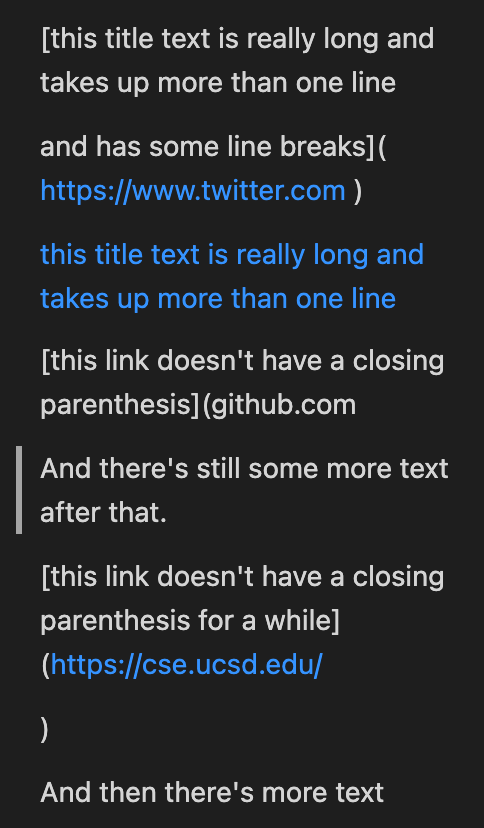 [this title text is really long and
takes up more than one line
and has some line breaks](
https://www.twitter.com )
this title text is really long and
takes up more than one line
[this link doesn't have a closing
parenthesis](github.com
And there's still some more text
after that.
[this link doesn't have a closing
parenthesis for a while]
(https://cse.ucsd.edu/
)
And then there's more text